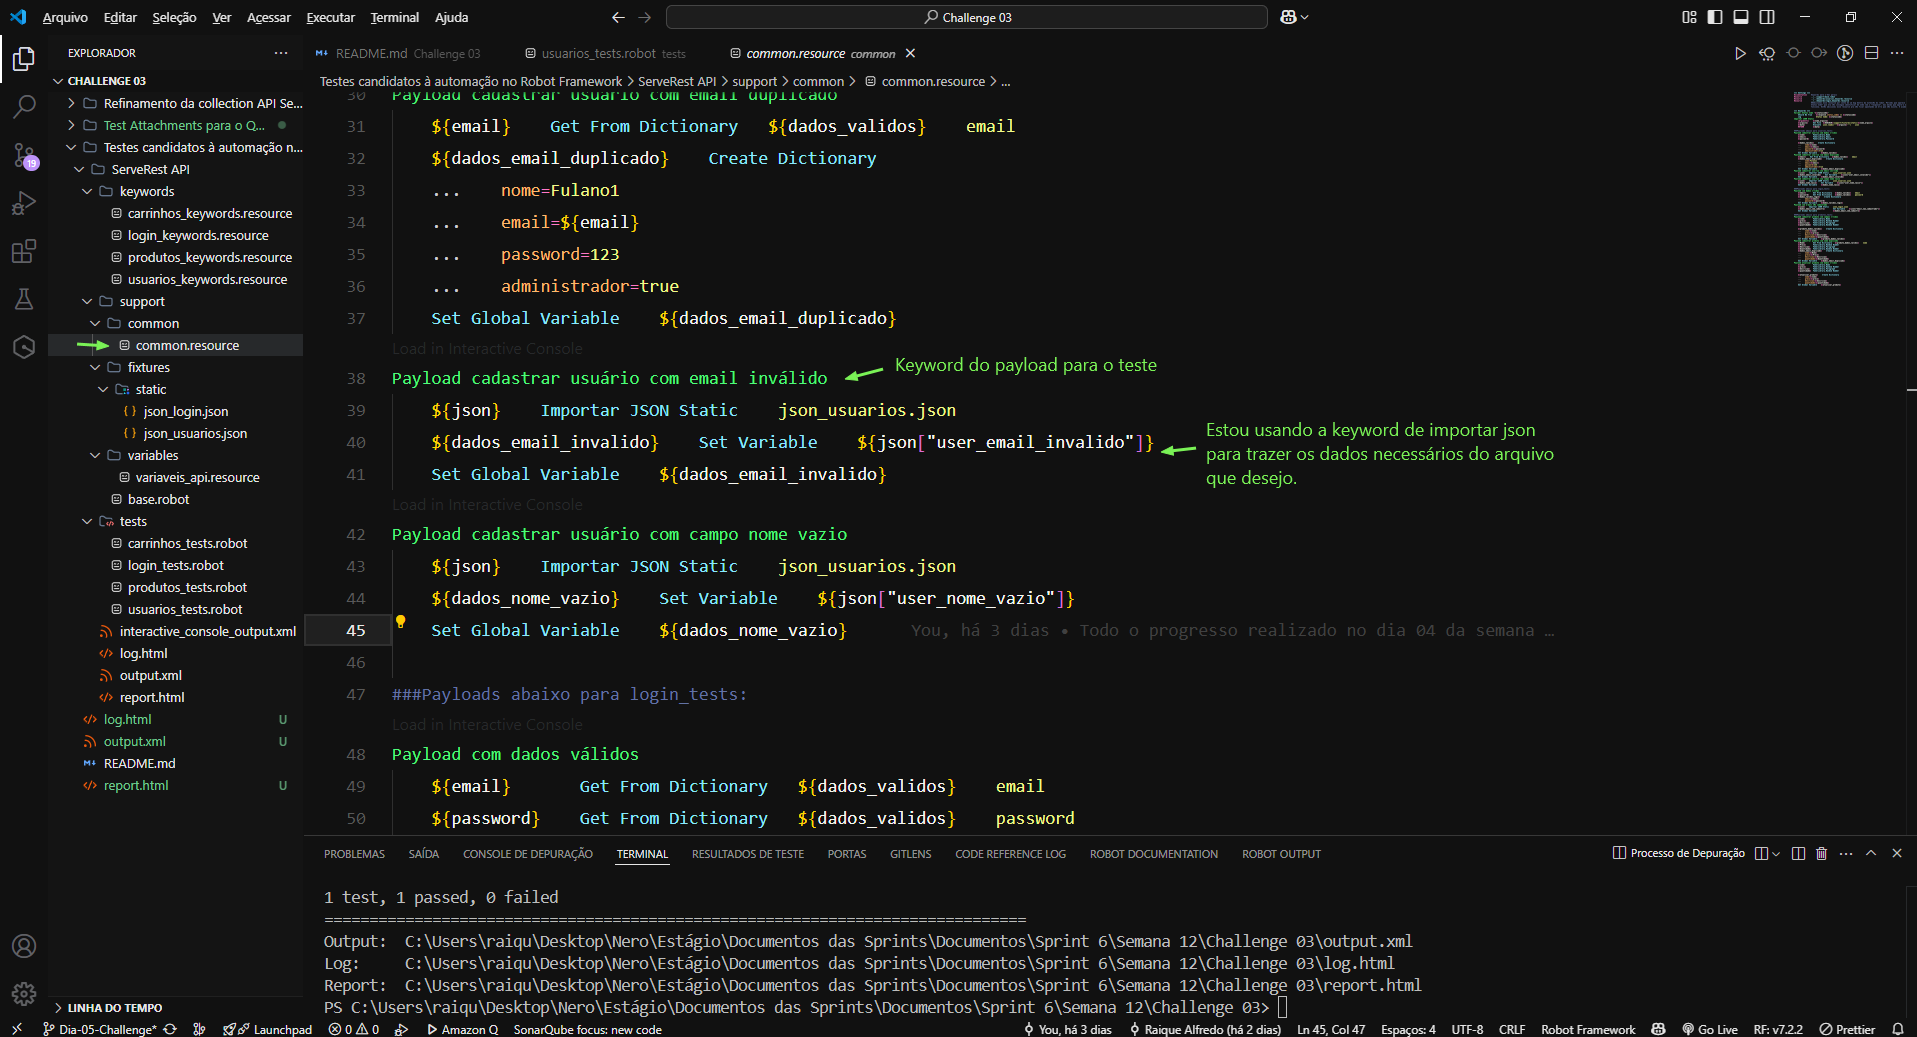 Arquivo Editar Seleção Ver Acessar Executar Terminal Ajuda
Challenge 03
EXPLORADOR
README.md Challenge 03
usuarios_tests.robot tests
common.resource common
CHALLENGE 03
Testes candidatos à automação no Robot Framework > ServeRest API > support > common > common.resource > ...
Refinamento da collection API Se...
Test Attachments para o Q...
Testes candidatos à automação n...
ServeRest API
keywords
carrinhos_keywords.resource
login_keywords.resource
produtos_keywords.resource
usuarios_keywords.resource
support
common
common.resource
fixtures
static
json_login.json
json_usuarios.json
variables
variaveis_api.resource
base.robot
tests
carrinhos_tests.robot
login_tests.robot
produtos_tests.robot
usuarios_tests.robot
interactive_console_output.xml
log.html
output.xml
report.html
log.html U
output.xml U
README.md
report.html U
LINHA DO TEMPO
19
30 Payload cadastrar usuário com email duplicado
31 ${email} Get From Dictionary ${dados_validos} email
32 ${dados_email_duplicado} Create Dictionary
33 ... nome=Fulano1
34 ... email=${email}
35 ... password=123
36 ... administrador=true
37 Set Global Variable ${dados_email_duplicado}
Load in Interactive Console
38 Payload cadastrar usuário com email inválido
Keyword do payload para o teste
39 ${json} Importar JSON Static json_usuarios.json
40 ${dados_email_invalido} Set Variable ${json["user_email_invalido"]}
Estou usando a keyword de importar json
para trazer os dados necessários do arquivo
que desejo.
41 Set Global Variable ${dados_email_invalido}
Load in Interactive Console
42 Payload cadastrar usuário com campo nome vazio
43 ${json} Importar JSON Static json_usuarios.json
44 ${dados_nome_vazio} Set Variable ${json["user_nome_vazio"]}
45 Set Global Variable ${dados_nome_vazio} You, há 3 dias • Todo o progresso realizado no dia 04 da semana …
46
47 ###Payloads abaixo para login_tests:
Load in Interactive Console
48 Payload com dados válidos
49 ${email} Get From Dictionary ${dados_validos} email
50 ${password} Get From Dictionary ${dados_validos} password
PROBLEMAS SAÍDA CONSOLE DE DEPURAÇÃO TERMINAL RESULTADOS DE TESTE PORTAS GITLENS CODE REFERENCE LOG ROBOT DOCUMENTATION ROBOT OUTPUT
Processo de Depuração
1 test, 1 passed, 0 failed
==============================================================================
Output: C:\Users\raiqu\Desktop\Nero\Estágio\Documentos das Sprints\Documentos\Sprint 6\Semana 12\Challenge 03\output.xml
Log: C:\Users\raiqu\Desktop\Nero\Estágio\Documentos das Sprints\Documentos\Sprint 6\Semana 12\Challenge 03\log.html
Report: C:\Users\raiqu\Desktop\Nero\Estágio\Documentos das Sprints\Documentos\Sprint 6\Semana 12\Challenge 03\report.html
PS C:\Users\raiqu\Desktop\Nero\Estágio\Documentos das Sprints\Documentos\Sprint 6\Semana 12\Challenge 03>
Dia-05-Challenge* Launchpad 0 0 Amazon Q SonarQube focus: new code You, há 3 dias Raique Alfredo (há 2 dias) Ln 45, Col 47 Espaços: 4 UTF-8 CRLF Robot Framework Go Live RF: v7.2.2 Prettier